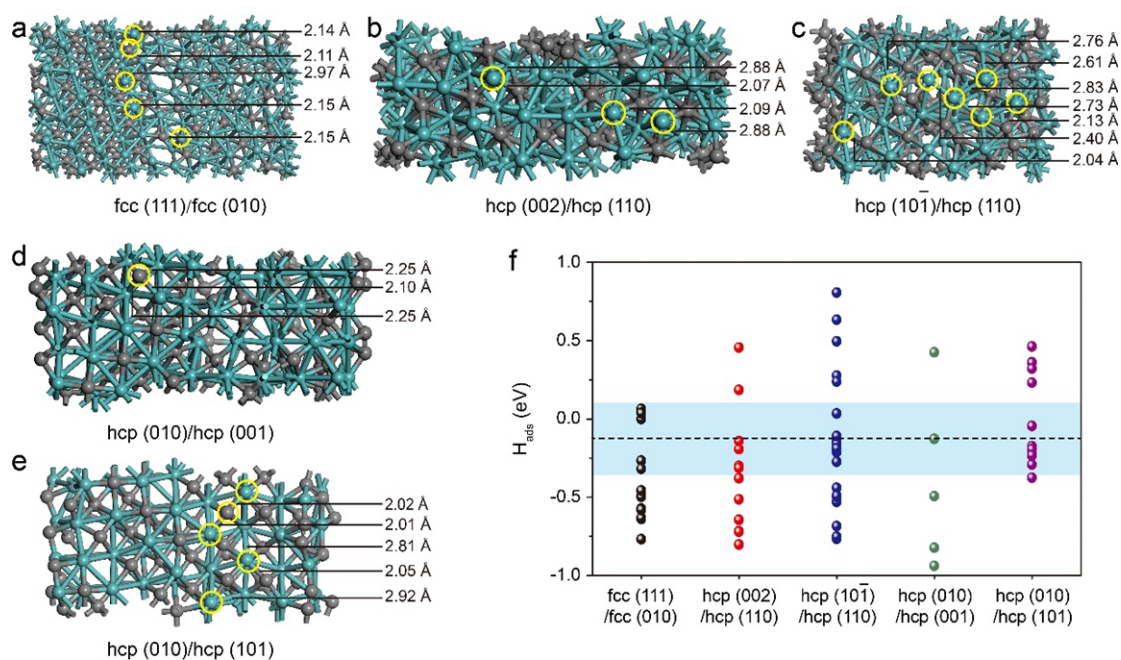 a
2.14 Å
2.11 Å
2.97 Å
2.15 Å
2.15 Å
fcc (111)/fcc (010)
b
2.88 Å
2.07 Å
2.09 Å
2.88 Å
hcp (002)/hcp (110)
c
2.76 Å
2.61 Å
2.83 Å
2.73 Å
2.13 Å
2.40 Å
2.04 Å
hcp (101̅)/hcp (110)
d
2.25 Å
2.10 Å
2.25 Å
hcp (010)/hcp (001)
e
2.02 Å
2.01 Å
2.81 Å
2.05 Å
2.92 Å
hcp (010)/hcp (101)
f
1.0
0.5
0.0
-0.5
-1.0
H_ads (eV)
fcc (111)
/fcc (010)
hcp (002)
/hcp (110)
hcp (101̅)
/hcp (110)
hcp (010)
/hcp (001)
hcp (010)
/hcp (101)